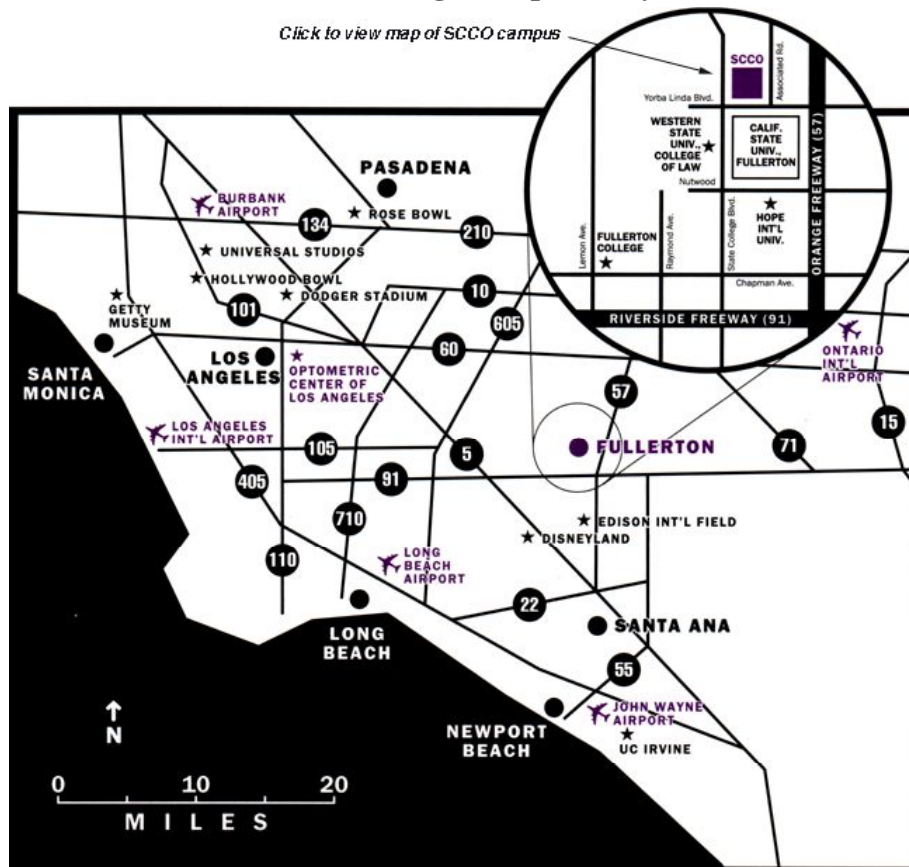 Click to view map of SCCO campus
SCCO
Associated Rd.
Yorba Linda Blvd.
WESTERN
STATE
UNIV.,
COLLEGE
OF LAW
CALIF.
STATE
UNIV.,
FULLERTON
ORANGE FREEWAY (57)
Nutwood
Lemon Ave.
FULLERTON
COLLEGE
Raymond Ave.
State College Blvd.
HOPE
INT'L
UNIV.
Chapman Ave.
RIVERSIDE FREEWAY (91)
PASADENA
BURBANK
AIRPORT
ROSE BOWL
134
210
UNIVERSAL STUDIOS
HOLLYWOOD BOWL
DODGER STADIUM
10
GETTY
MUSEUM
101
605
60
SANTA
MONICA
LOS
ANGELES
OPTOMETRIC
CENTER OF
LOS ANGELES
ONTARIO
INT'L
AIRPORT
57
15
LOS ANGELES
INT'L AIRPORT
105
5
FULLERTON
71
405
91
710
EDISON INT'L FIELD
DISNEYLAND
110
LONG
BEACH
AIRPORT
22
LONG
BEACH
SANTA ANA
55
NEWPORT
BEACH
JOHN WAYNE
AIRPORT
UC IRVINE
N
0 10 20
MILES